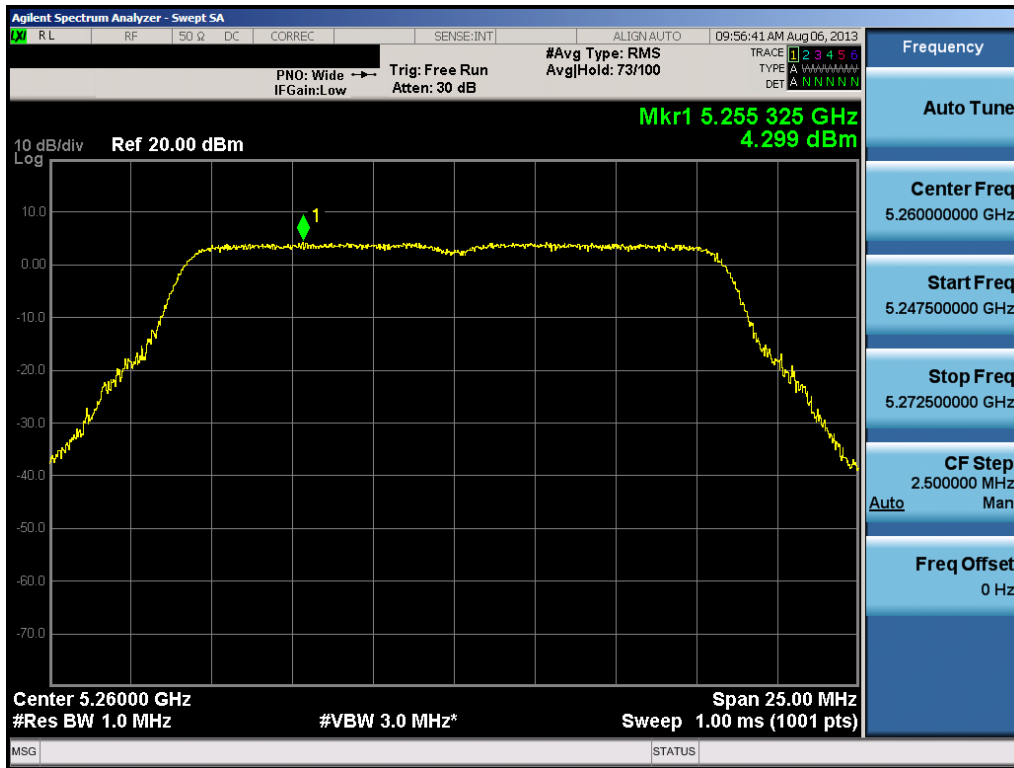 Agilent Spectrum Analyzer - Swept SA
LXI RL RF 50 Ω DC CORREC SENSE:INT ALIGN AUTO 09:56:41 AM Aug 06, 2013
PNO: Wide
IFGain:Low
Trig: Free Run
Atten: 30 dB
#Avg Type: RMS
Avg|Hold: 73/100
TRACE 1 2 3 4 5 6
TYPE A WWWWW
DET A N N N N N
Mkr1 5.255 325 GHz
4.299 dBm
10 dB/div Ref 20.00 dBm
Log
1
10.0
0.00
-10.0
-20.0
-30.0
-40.0
-50.0
-60.0
-70.0
Center 5.26000 GHz Span 25.00 MHz
#Res BW 1.0 MHz #VBW 3.0 MHz* Sweep 1.00 ms (1001 pts)
MSG STATUS
Frequency
Auto Tune
Center Freq
5.260000000 GHz
Start Freq
5.247500000 GHz
Stop Freq
5.272500000 GHz
CF Step
2.500000 MHz
Auto Man
Freq Offset
0 Hz